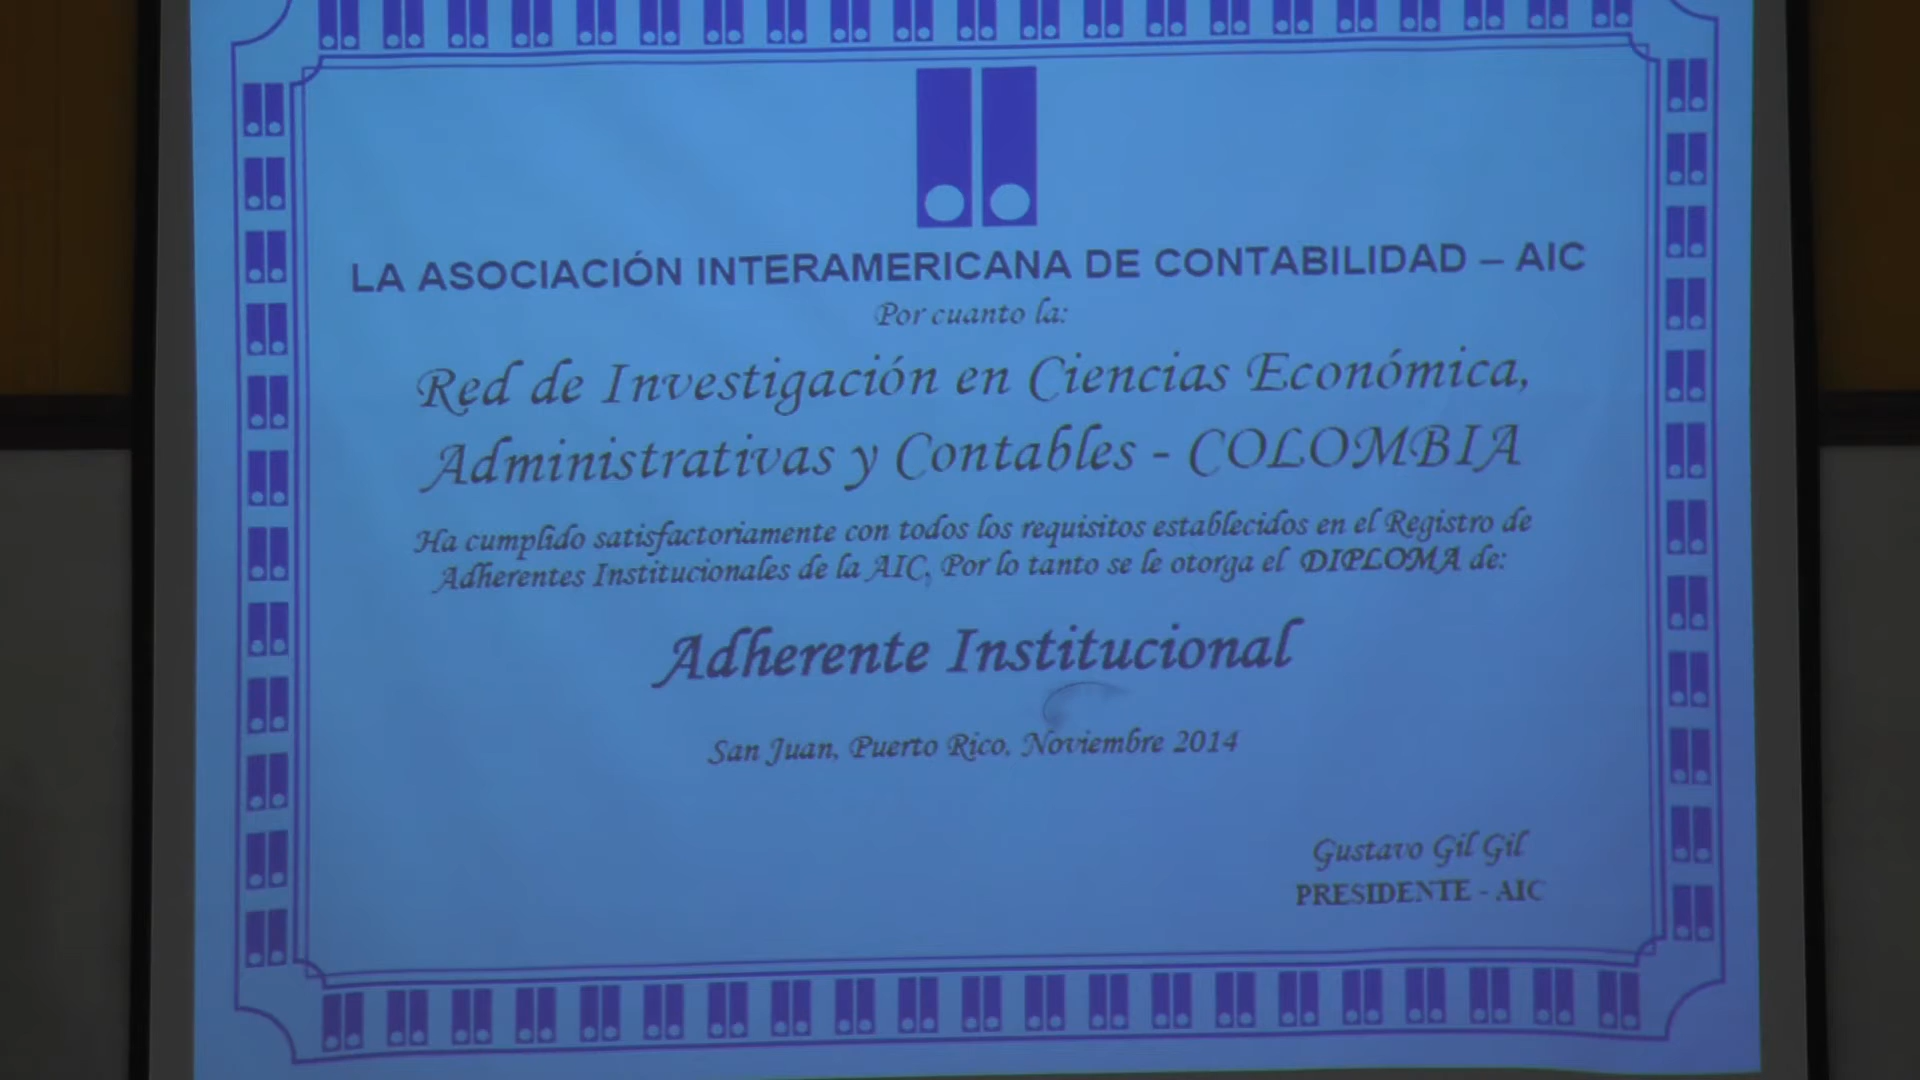 LA ASOCIACIÓN INTERAMERICANA DE CONTABILIDAD – AIC
Por cuanto la:
Red de Investigación en Ciencias Económica,
Administrativas y Contables - COLOMBIA
Ha cumplido satisfactoriamente con todos los requisitos establecidos en el Registro de
Adherentes Institucionales de la AIC, Por lo tanto se le otorga el DIPLOMA de:
Adherente Institucional
San Juan, Puerto Rico. Noviembre 2014
Gustavo Gil Gil
PRESIDENTE - AIC